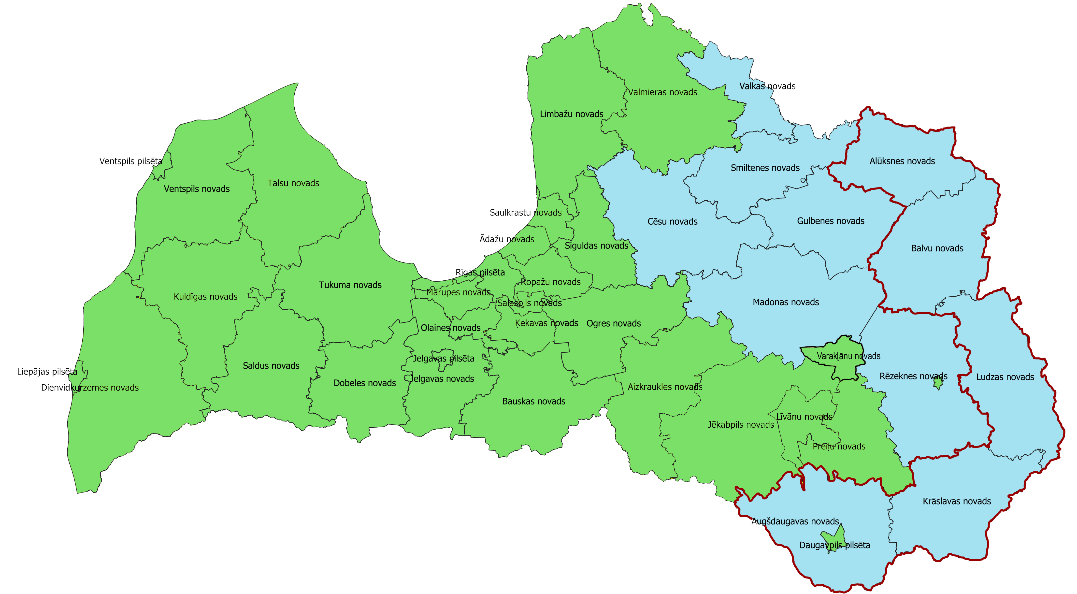 Valkas novads
Valmieras novads
Limbažu novads
Ventspils pilsēta
Alūksnes novads
Smiltenes novads
Talsu novads
Ventspils novads
Saulkrastu novads
Cēsu novads
Gulbenes novads
Ādažu novads
Siguldas novads
Balvu novads
Rīgas pilsēta
Ropažu novads
Tukuma novads
Mārupes novads
Kuldīgas novads
Salasp s novads
Madonas novads
Ķekavas novads
Ogres novads
Olaines novads
Varakļānu novads
Jelgavas pilsēta
Saldus novads
Liepājas pilsēta
Rēzeknes novads
Ludzas novads
Jelgavas novads
Dobeles novads
Dienvidkurzemes novads
Aizkraukles novads
Bauskas novads
Līvānu novads
Jēkabpils novads
Preiļu novads
Krāslavas novads
Augšdaugavas novads
Daugavpils pilsēta